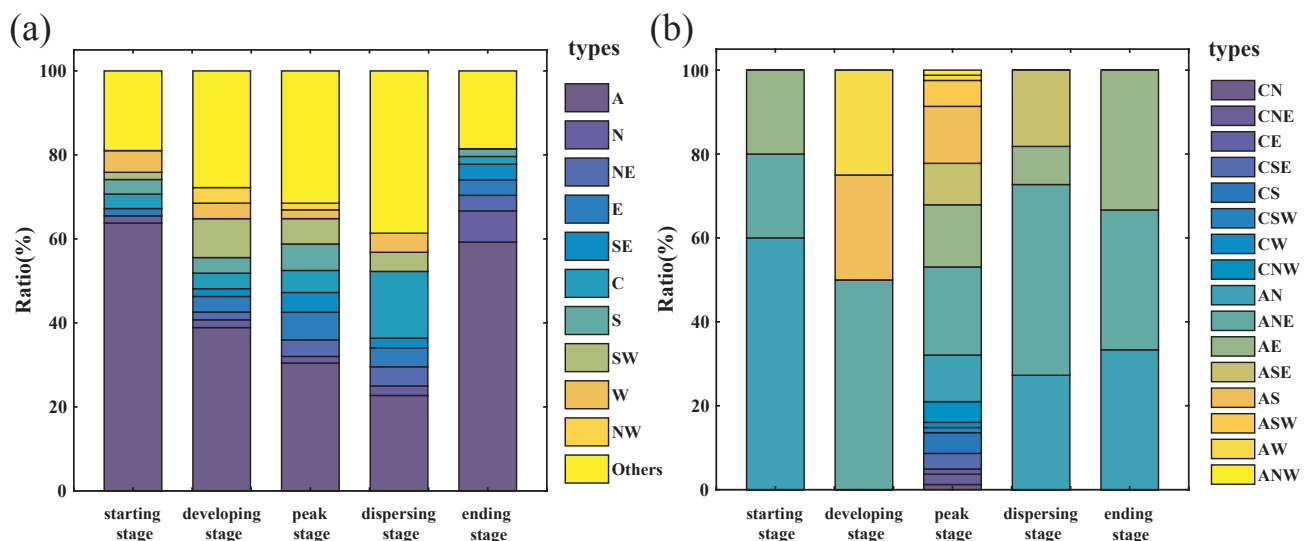 (a)
types
100
80
60
40
20
0
Ratio(%)
starting
stage
developing
stage
peak
stage
dispersing
stage
ending
stage
A
N
NE
E
SE
C
S
SW
W
NW
Others
(b)
types
100
80
60
40
20
0
Ratio(%)
starting
stage
developing
stage
peak
stage
dispersing
stage
ending
stage
CN
CNE
CE
CSE
CS
CSW
CW
CNW
AN
ANE
AE
ASE
AS
ASW
AW
ANW